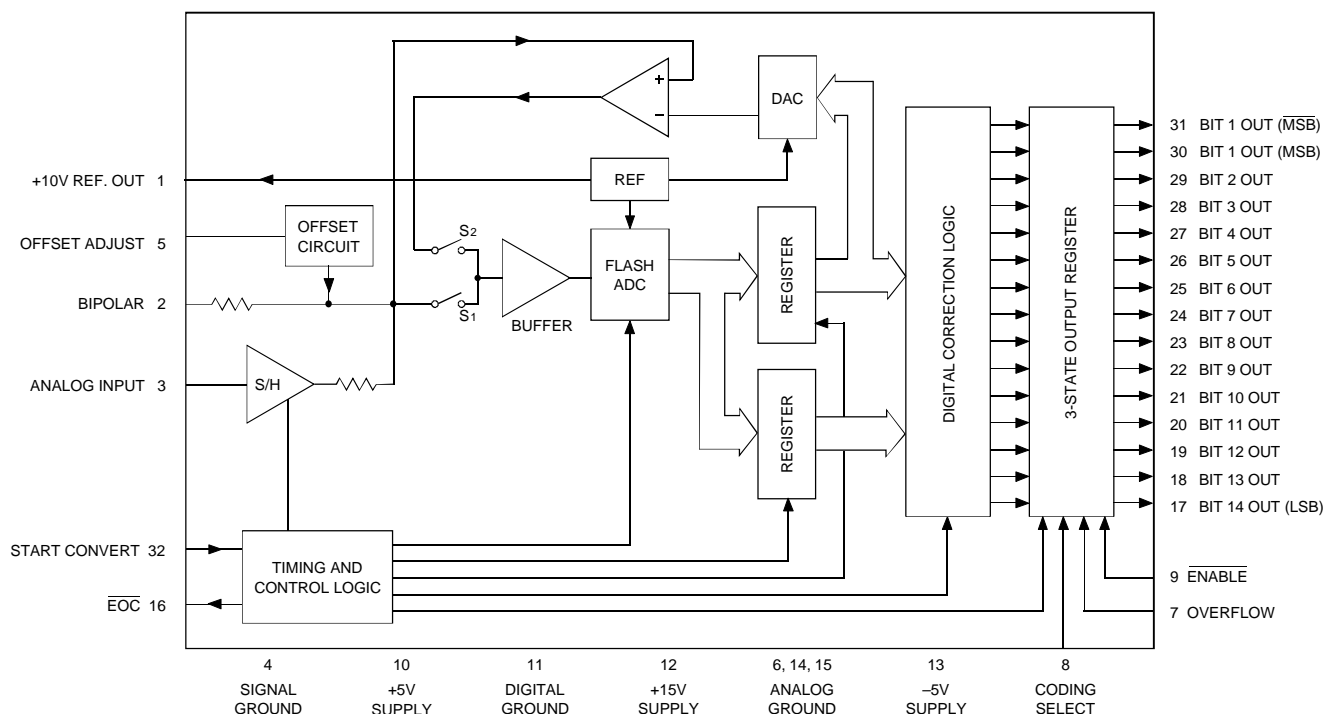 +
−
DAC
+10V REF. OUT 1
REF
OFFSET ADJUST 5
OFFSET
CIRCUIT
S2
FLASH
ADC
REGISTER
BIPOLAR 2
S1
BUFFER
ANALOG INPUT 3
S/H
REGISTER
DIGITAL CORRECTION LOGIC
3-STATE OUTPUT REGISTER
31 BIT 1 OUT (M̅S̅B̅)
30 BIT 1 OUT (MSB)
29 BIT 2 OUT
28 BIT 3 OUT
27 BIT 4 OUT
26 BIT 5 OUT
25 BIT 6 OUT
24 BIT 7 OUT
23 BIT 8 OUT
22 BIT 9 OUT
21 BIT 10 OUT
20 BIT 11 OUT
19 BIT 12 OUT
18 BIT 13 OUT
17 BIT 14 OUT (LSB)
START CONVERT 32
TIMING AND
CONTROL LOGIC
E̅O̅C̅ 16
9 E̅N̅A̅B̅L̅E̅
7 OVERFLOW
4
SIGNAL
GROUND
10
+5V
SUPPLY
11
DIGITAL
GROUND
12
+15V
SUPPLY
6, 14, 15
ANALOG
GROUND
13
–5V
SUPPLY
8
CODING
SELECT